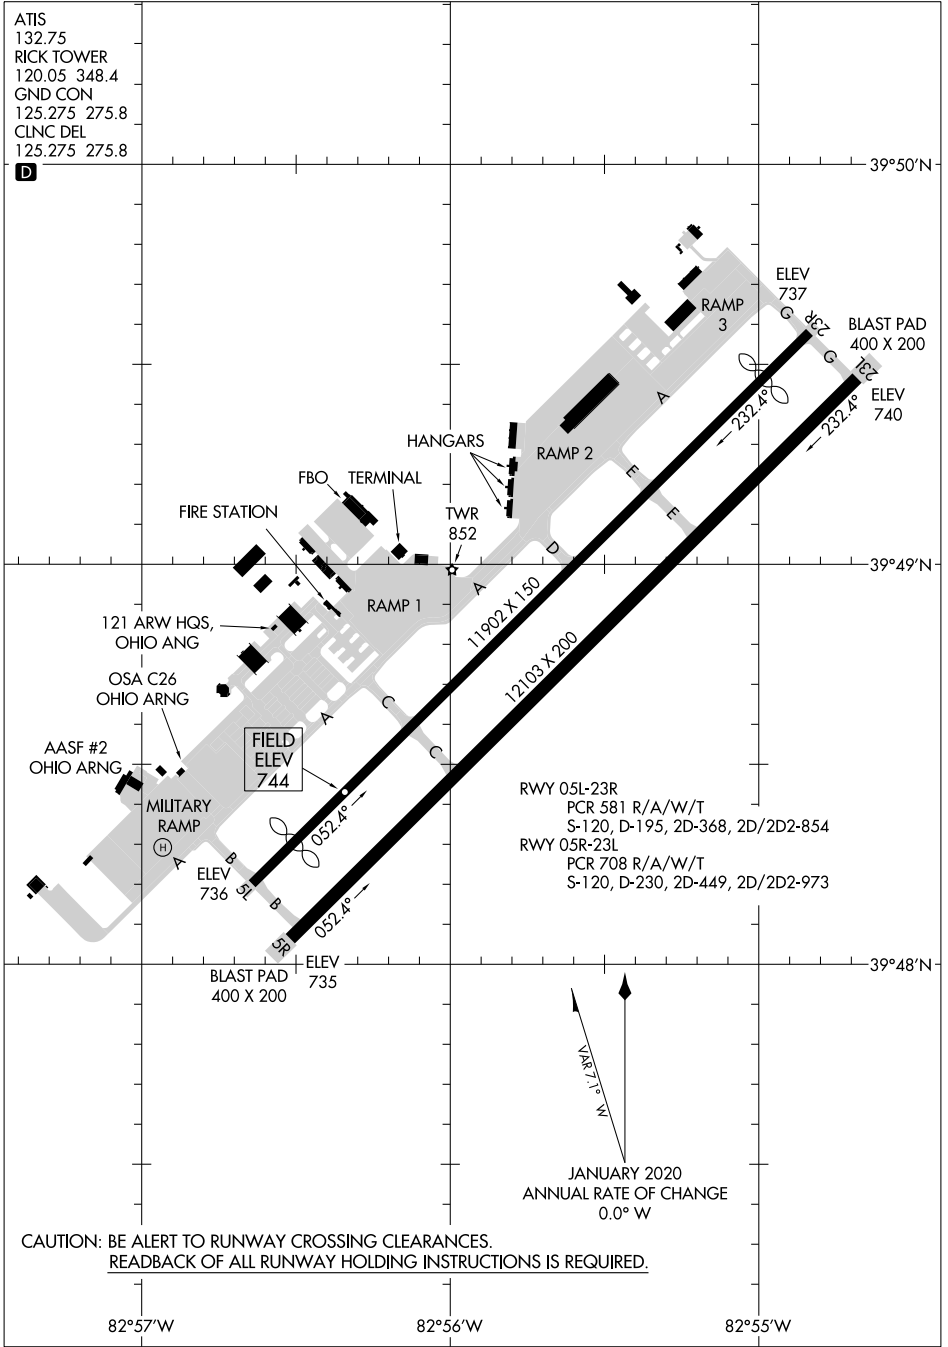 ATIS
132.75
RICK TOWER
120.05 348.4
GND CON
125.275 275.8
CLNC DEL
125.275 275.8
D
39°50'N
ELEV
737
RAMP
3
G
23R
BLAST PAD
400 X 200
G
23L
ELEV
740
A
232.4°
232.4°
HANGARS
RAMP 2
FBO
TERMINAL
E
E
FIRE STATION
TWR
852
D
39°49'N
A
RAMP 1
11902 X 150
121 ARW HQS,
OHIO ANG
12103 X 200
OSA C26
OHIO ARNG
C
A
C
AASF #2
OHIO ARNG
FIELD
ELEV
744
RWY 05L-23R
PCR 581 R/A/W/T
S-120, D-195, 2D-368, 2D/2D2-854
RWY 05R-23L
PCR 708 R/A/W/T
S-120, D-230, 2D-449, 2D/2D2-973
MILITARY
RAMP
H
A
B
052.4°
ELEV
736
5L
B
052.4°
5R
ELEV
735
BLAST PAD
400 X 200
39°48'N
VAR 7.1° W
JANUARY 2020
ANNUAL RATE OF CHANGE
0.0° W
CAUTION: BE ALERT TO RUNWAY CROSSING CLEARANCES.
READBACK OF ALL RUNWAY HOLDING INSTRUCTIONS IS REQUIRED.
82°57'W
82°56'W
82°55'W